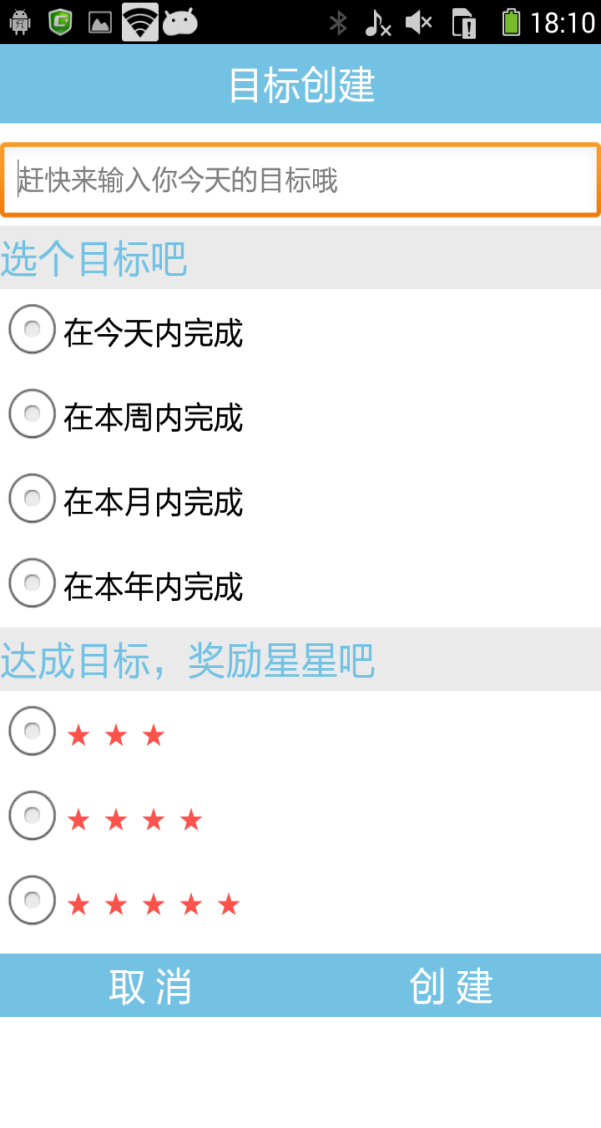 18:10
目标创建
赶快来输入你今天的目标哦
选个目标吧
在今天内完成
在本周内完成
在本月内完成
在本年内完成
达成目标，奖励星星吧
★ ★ ★
★ ★ ★ ★
★ ★ ★ ★ ★
取 消 创 建